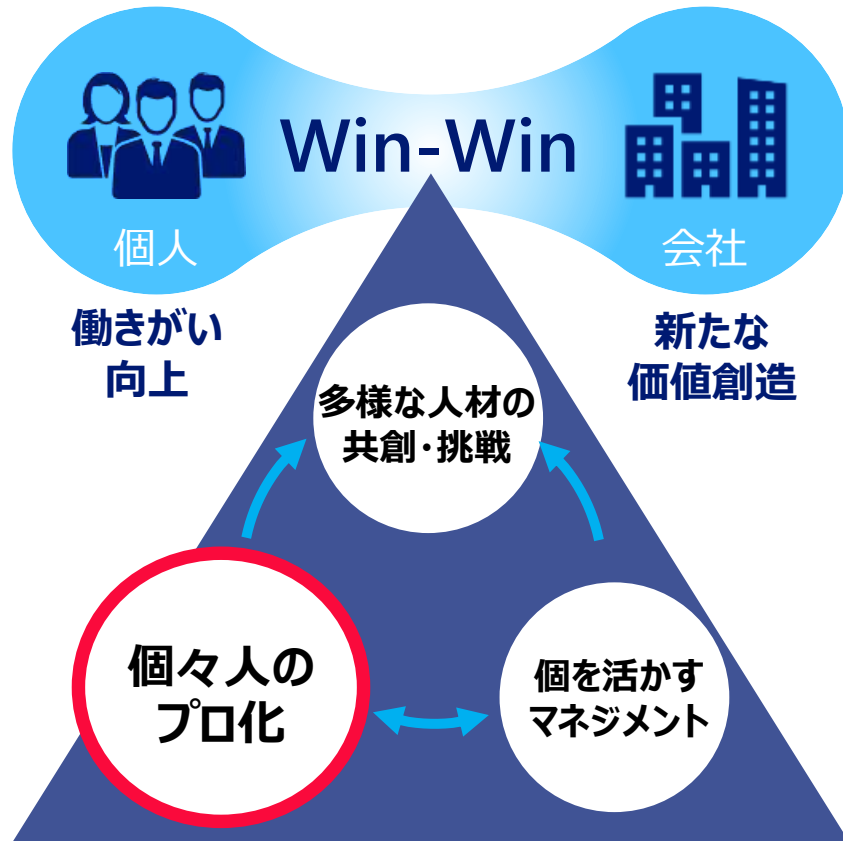 Win-Win
個人
会社
働きがい
向上
新たな
価値創造
多様な人材の
共創・挑戦
個々人の
プロ化
個を活かす
マネジメント